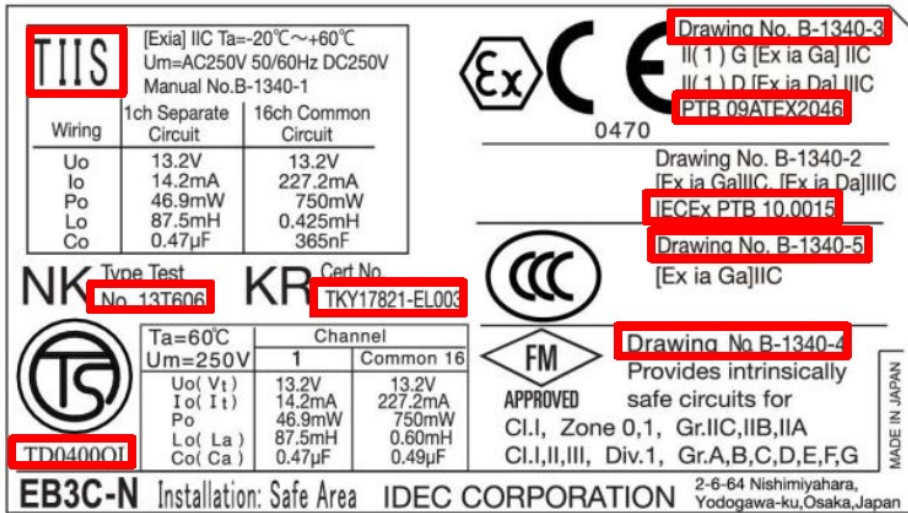 TIIS
[Exia] IIC Ta=-20℃～+60℃
Um=AC250V 50/60Hz DC250V
Manual No.B-1340-1
Wiring 1ch Separate Circuit 16ch Common Circuit
Uo 13.2V 13.2V
Io 14.2mA 227.2mA
Po 46.9mW 750mW
Lo 87.5mH 0.425mH
Co 0.47µF 365nF
NK Type Test
No. 13T606
KR Cert No.
TKY17821-EL003
TS
TD0400OI
Ta=60℃ Channel
Um=250V 1 Common 16
Uo( Vt ) 13.2V 13.2V
Io( It ) 14.2mA 227.2mA
Po 46.9mW 750mW
Lo( La ) 87.5mH 0.60mH
Co( Ca ) 0.47µF 0.49µF
Ex CE
0470
Drawing No. B-1340-3
II( 1 ) G [Ex ia Ga] IIC
II( 1 ) D [Ex ia Da] IIIC
PTB 09ATEX2046
Drawing No. B-1340-2
[Ex ia Ga]IIC, [Ex ia Da]IIIC
IECEx PTB 10.0015
CCC
Drawing No. B-1340-5
[Ex ia Ga]IIC
FM
APPROVED
Drawing No B-1340-4
Provides intrinsically
safe circuits for
Cl.I, Zone 0,1, Gr.IIC,IIB,IIA
Cl.I,II,III, Div.1, Gr.A,B,C,D,E,F,G
MADE IN JAPAN
EB3C-N Installation: Safe Area IDEC CORPORATION
2-6-64 Nishimiyahara,
Yodogawa-ku,Osaka,Japan